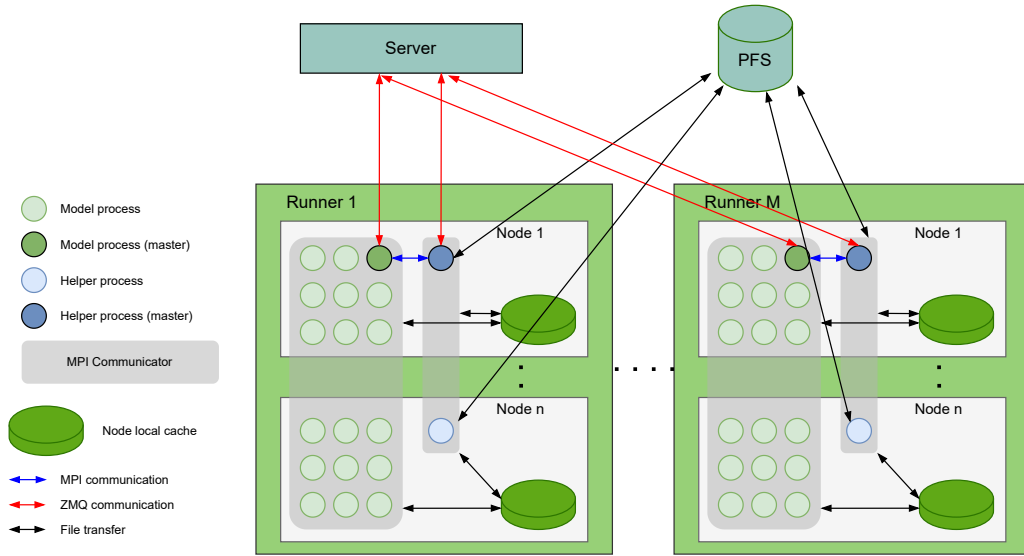 Server
PFS
Runner 1
Node 1
Node n
Runner M
Node 1
Node n
Model process
Model process (master)
Helper process
Helper process (master)
MPI Communicator
Node local cache
MPI communication
ZMQ communication
File transfer